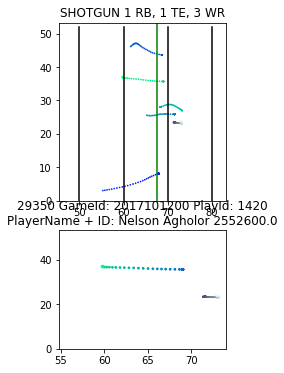 SHOTGUN 1 RB, 1 TE, 3 WR
50
40
30
20
10
0
50 60 70 80
29350 GameId: 2017101200 PlayId: 1420
PlayerName + ID: Nelson Agholor 2552600.0
40
20
0
55 60 65 70